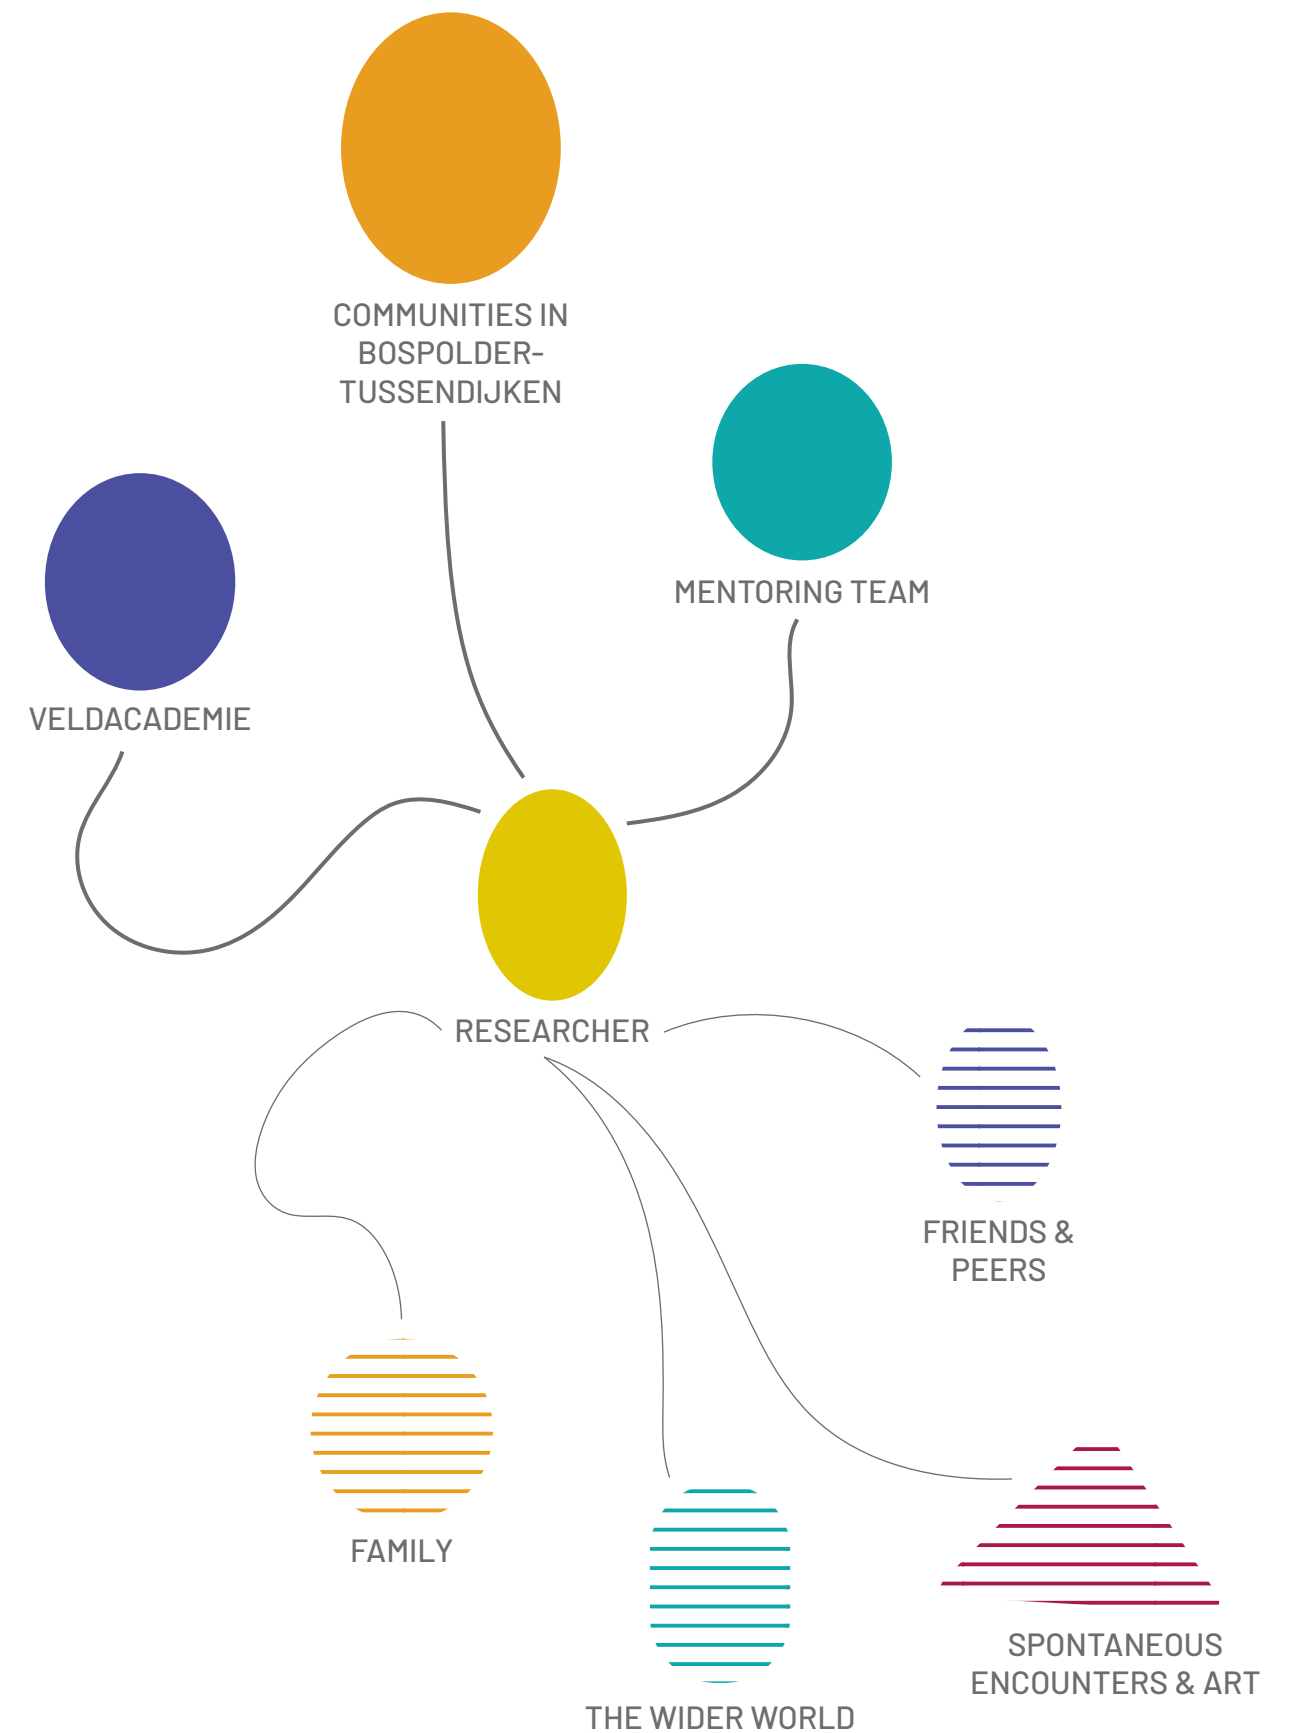 COMMUNITIES IN
BOSPOLDER-
TUSSENDIJKEN
MENTORING TEAM
VELDACADEMIE
RESEARCHER
FRIENDS &
PEERS
FAMILY
SPONTANEOUS
ENCOUNTERS & ART
THE WIDER WORLD